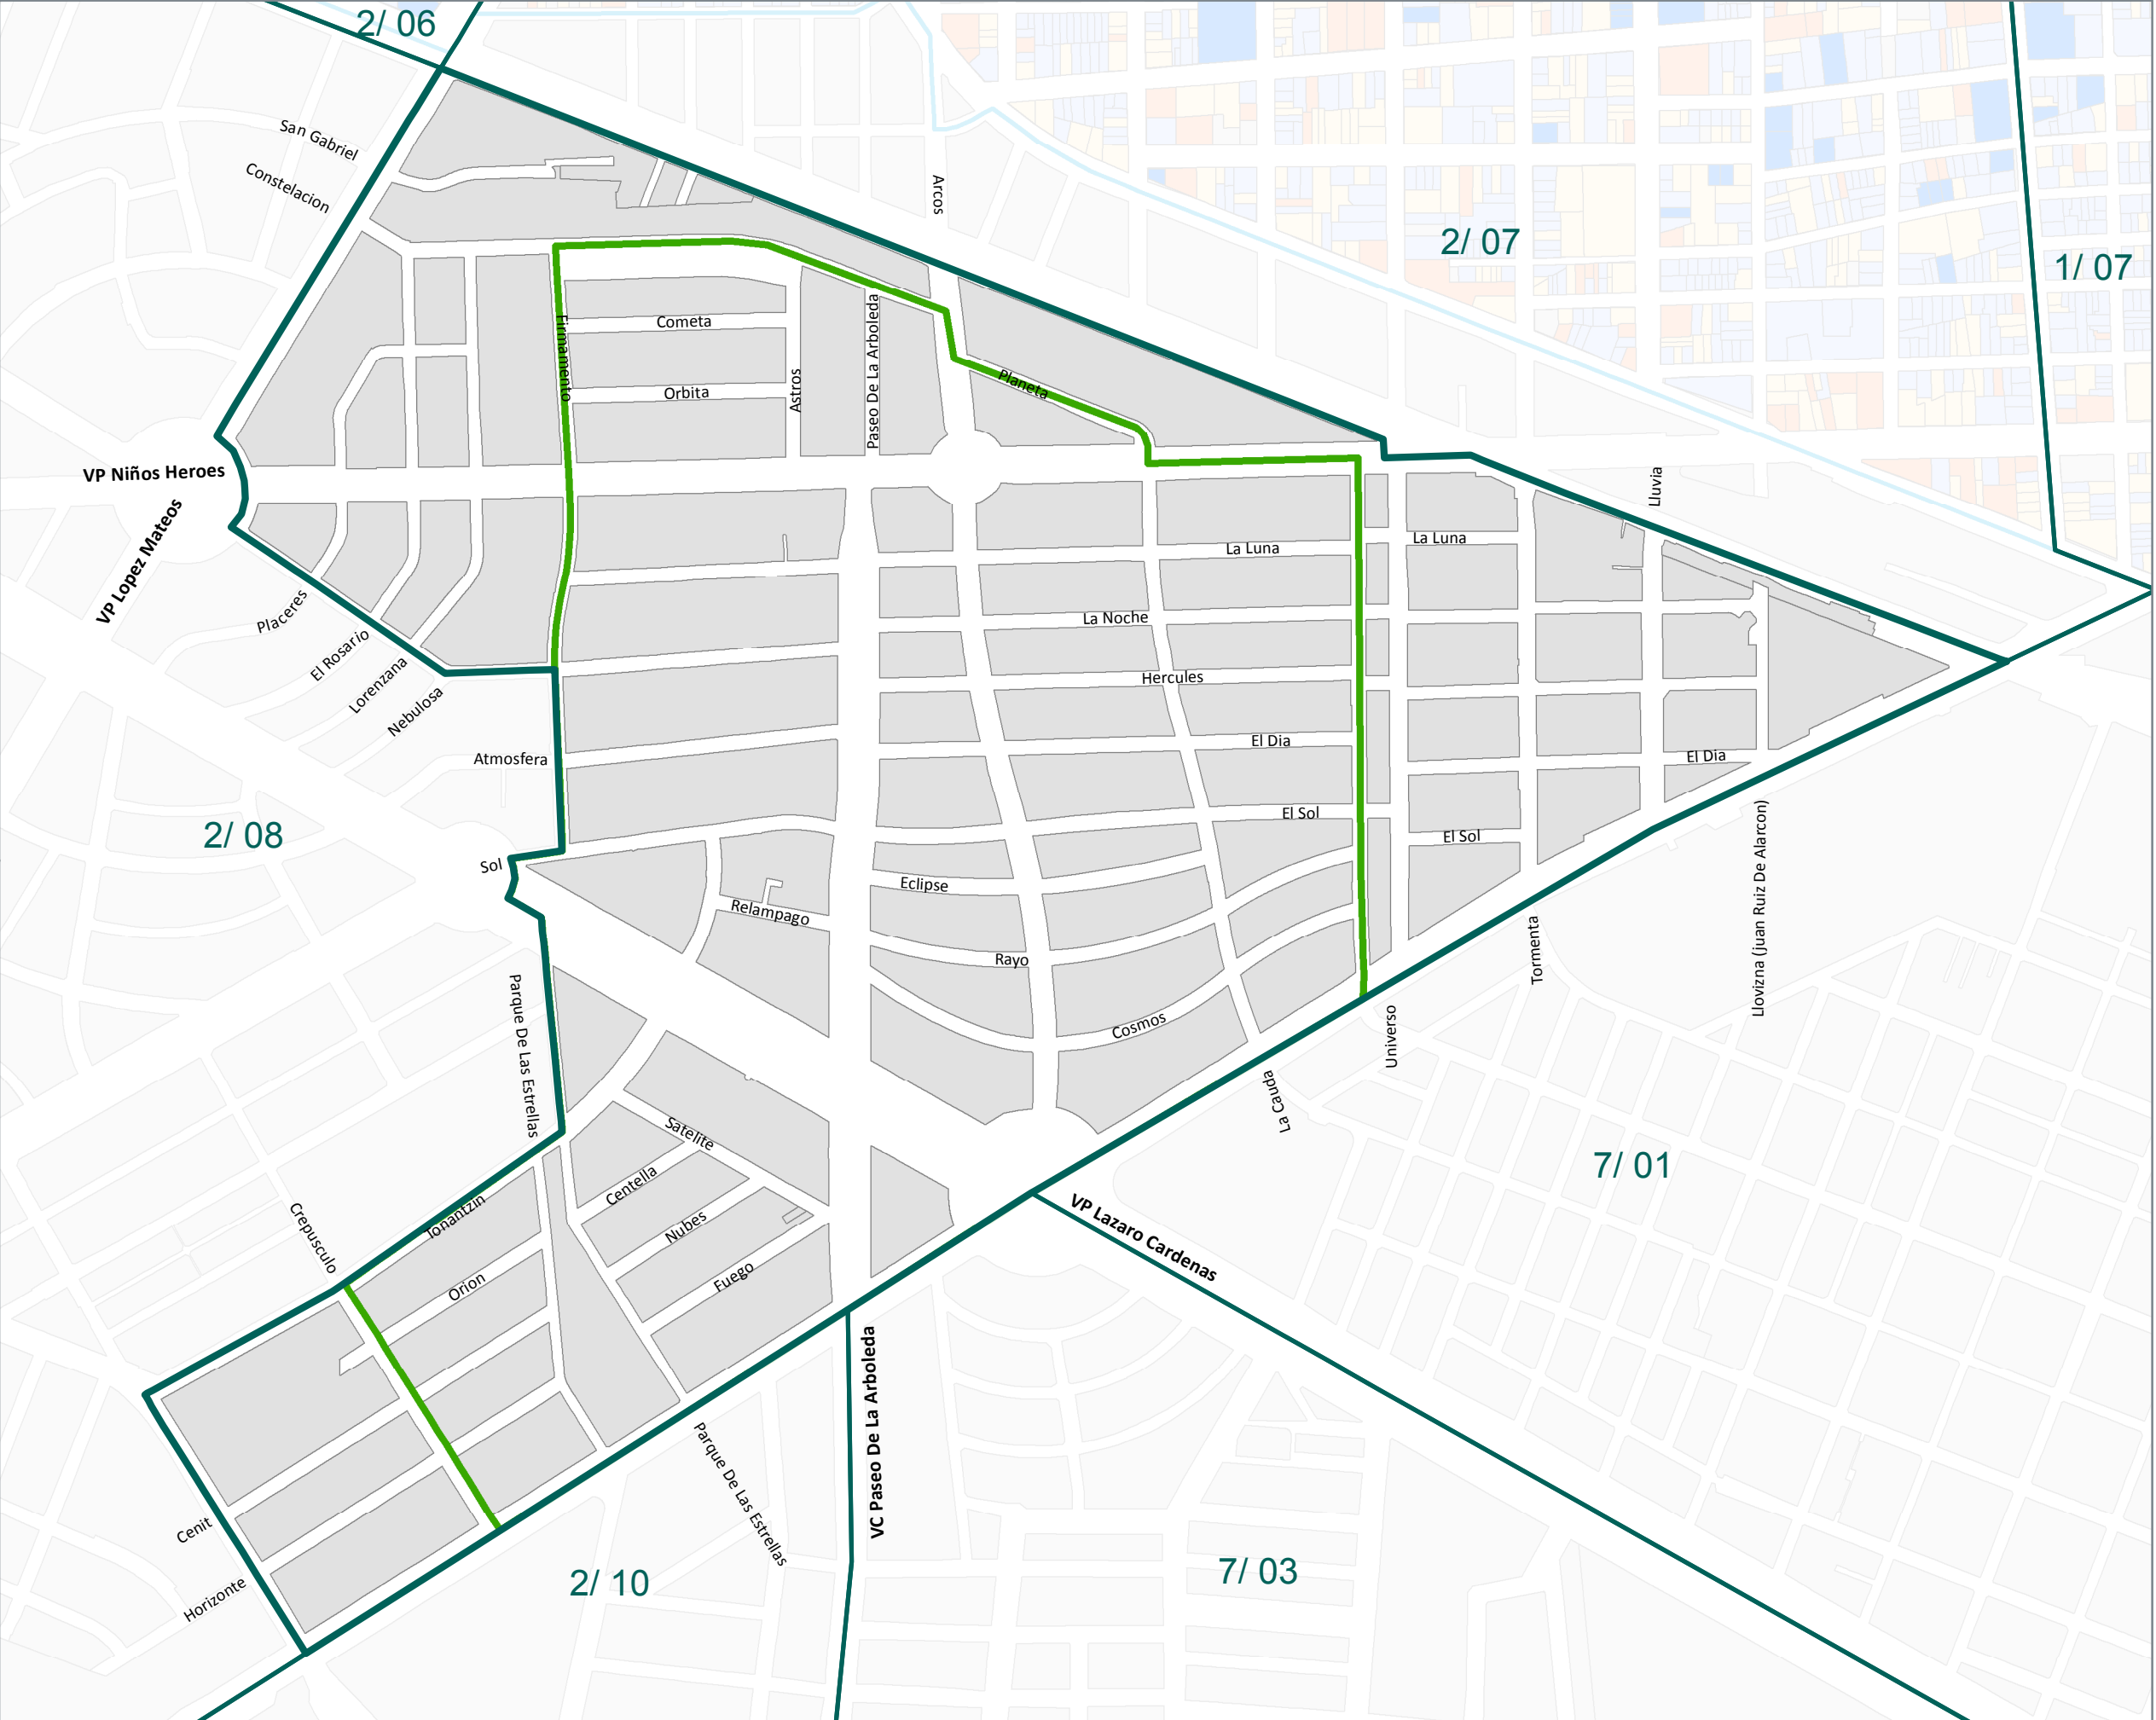 2/ 06
San Gabriel
Constelacion
Arcos
2/ 07
1/ 07
Firmamento
Cometa
Orbita
Astros
Paseo De La Arboleda
Planeta
VP Niños Heroes
VP Lopez Mateos
Lluvia
La Luna
La Luna
Placeres
El Rosario
Lorenzana
Nebulosa
La Noche
Hercules
Atmosfera
El Dia
El Dia
2/ 08
Sol
El Sol
El Sol
Eclipse
Relampago
Rayo
Cosmos
Tormenta
Llovizna (juan Ruiz De Alarcon)
Universo
La Cauda
Parque De Las Estrellas
Satelite
Centella
Nubes
Fuego
7/ 01
Crepusculo
Tonantzin
Orion
VP Lazaro Cardenas
VC Paseo De La Arboleda
Parque De Las Estrellas
Cenit
Horizonte
2/ 10
7/ 03